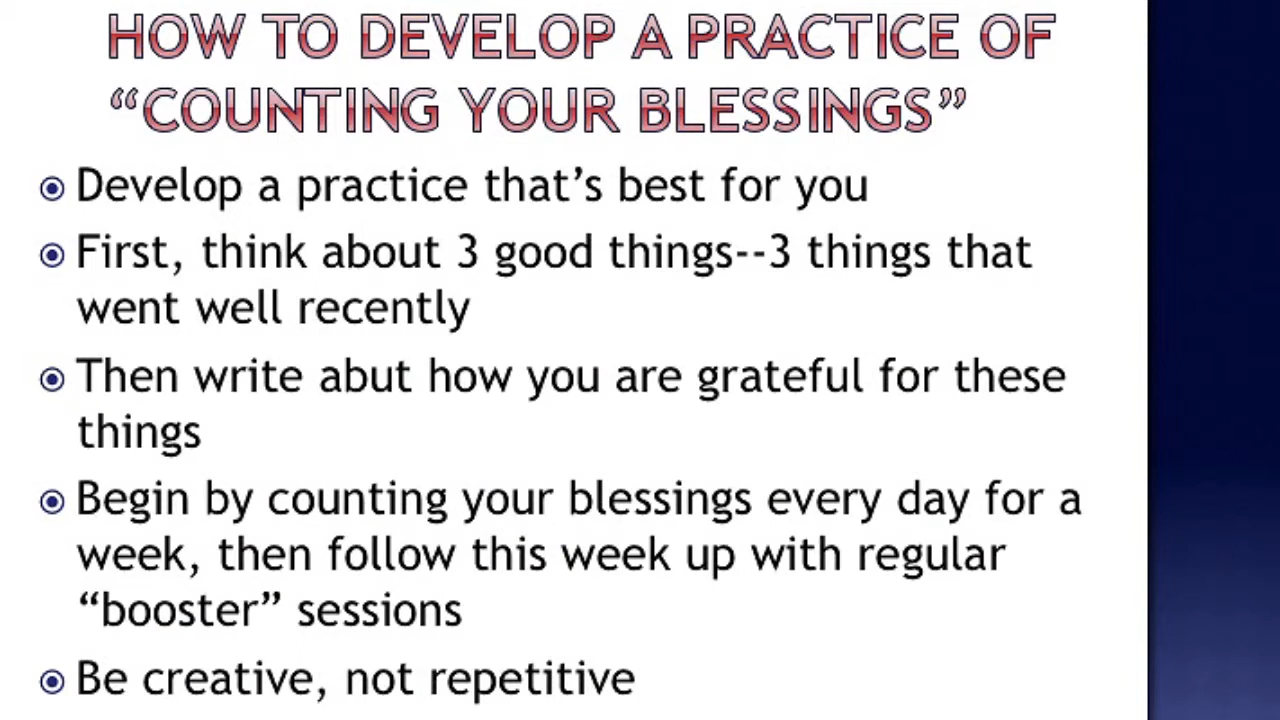 HOW TO DEVELOP A PRACTICE OF
“COUNTING YOUR BLESSINGS”
Develop a practice that’s best for you
First, think about 3 good things--3 things that
went well recently
Then write abut how you are grateful for these
things
Begin by counting your blessings every day for a
week, then follow this week up with regular
“booster” sessions
Be creative, not repetitive